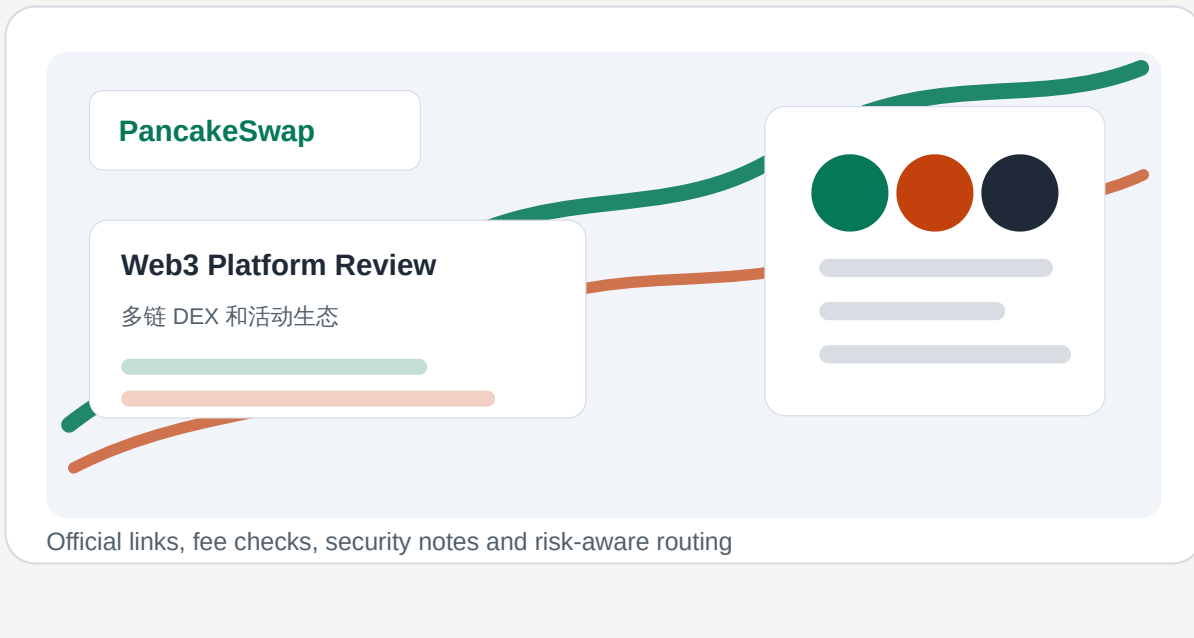 PancakeSwap
Web3 Platform Review
多链 DEX 和活动生态
Official links, fee checks, security notes and risk-aware routing